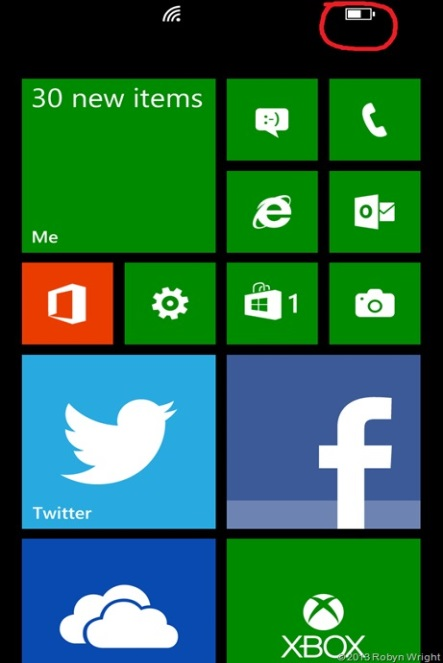 30 new items
:-)
Me
1
Twitter
XBOX
©2013 Robyn Wright